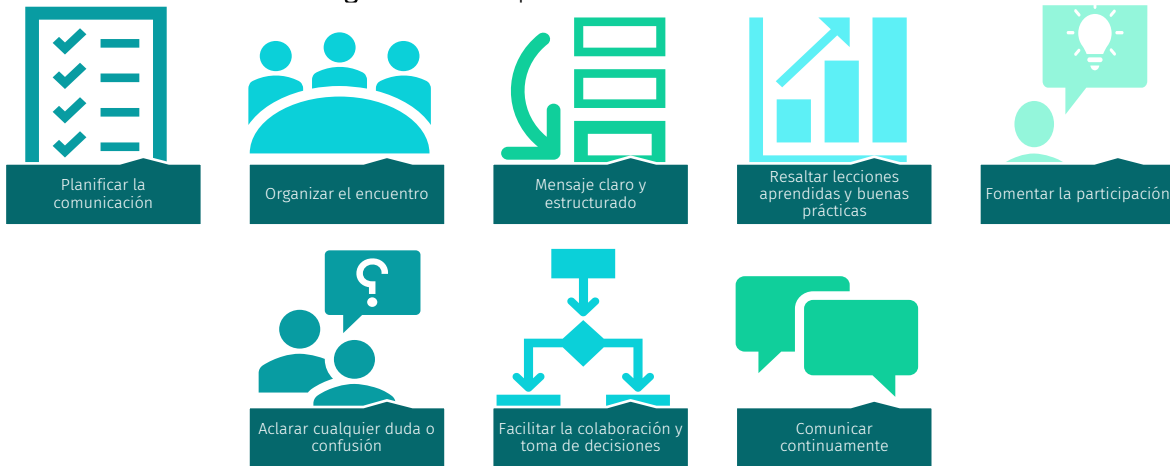 Planificar la
comunicación
Organizar el encuentro
Mensaje claro y
estructurado
Resaltar lecciones
aprendidas y buenas
prácticas
Fomentar la participación
Aclarar cualquier duda o
confusión
Facilitar la colaboración y
toma de decisiones
Comunicar
continuamente